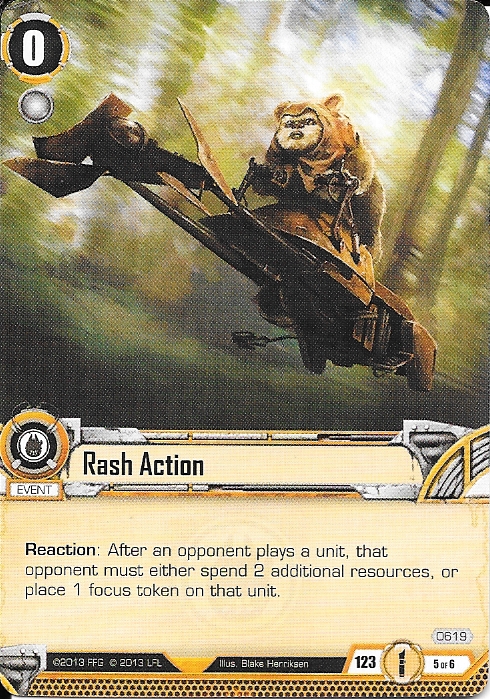 0
Rash Action
EVENT
Reaction: After an opponent plays a unit, that
opponent must either spend 2 additional resources, or
place 1 focus token on that unit.
0619
©2013 FFG © 2013 LFL
Illus. Blake Henriksen
123
1
5 OF 6